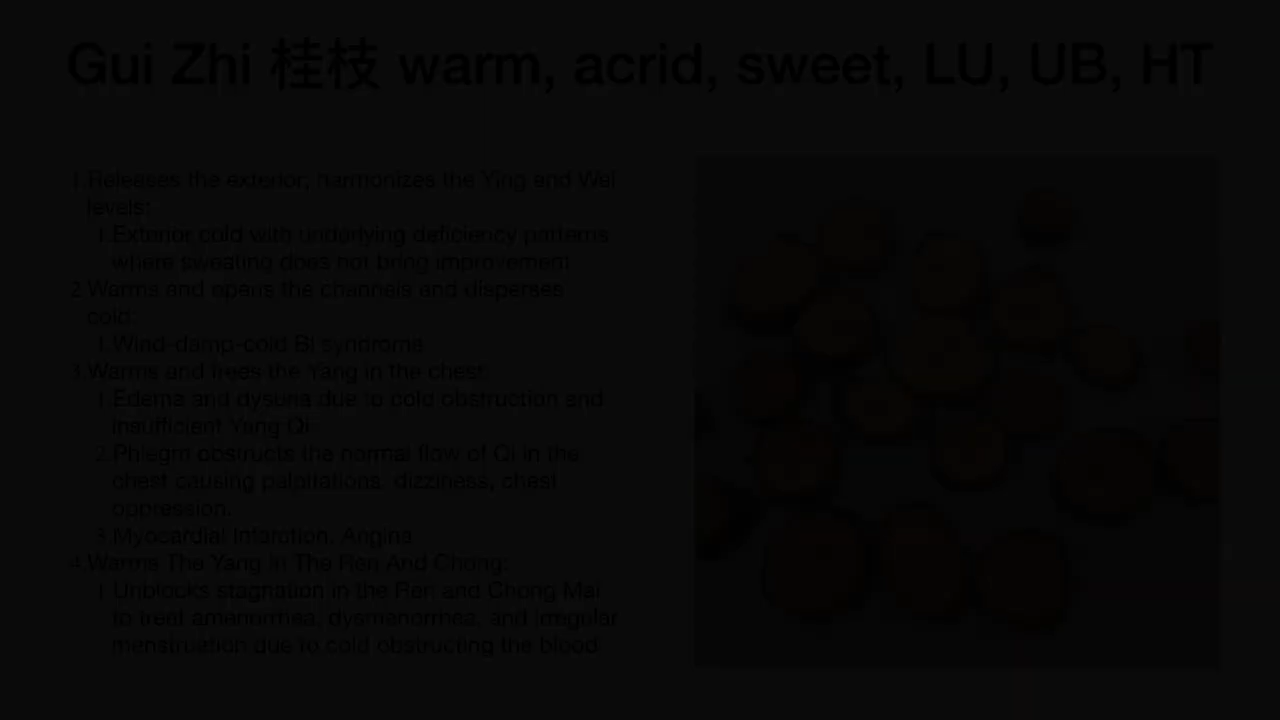 Gui Zhi 桂枝 warm, acrid, sweet, LU, UB, HT
1. Releases the exterior; harmonizes the Ying and Wei
levels:
1. Exterior cold with underlying deficiency patterns
where sweating does not bring improvement
2. Warms and opens the channels and disperses
cold:
1. Wind-damp-cold Bi syndrome
3. Warms and frees the Yang in the chest:
1. Edema and dysuria due to cold obstruction and
insufficient Yang Qi
2. Phlegm obstructs the normal flow of Qi in the
chest causing palpitations, dizziness, chest
oppression.
3. Myocardial Infarction, Angina
4. Warms The Yang In The Ren And Chong:
1. Unblocks stagnation in the Ren and Chong Mai
to treat amenorrhea, dysmenorrhea, and irregular
menstruation due to cold obstructing the blood